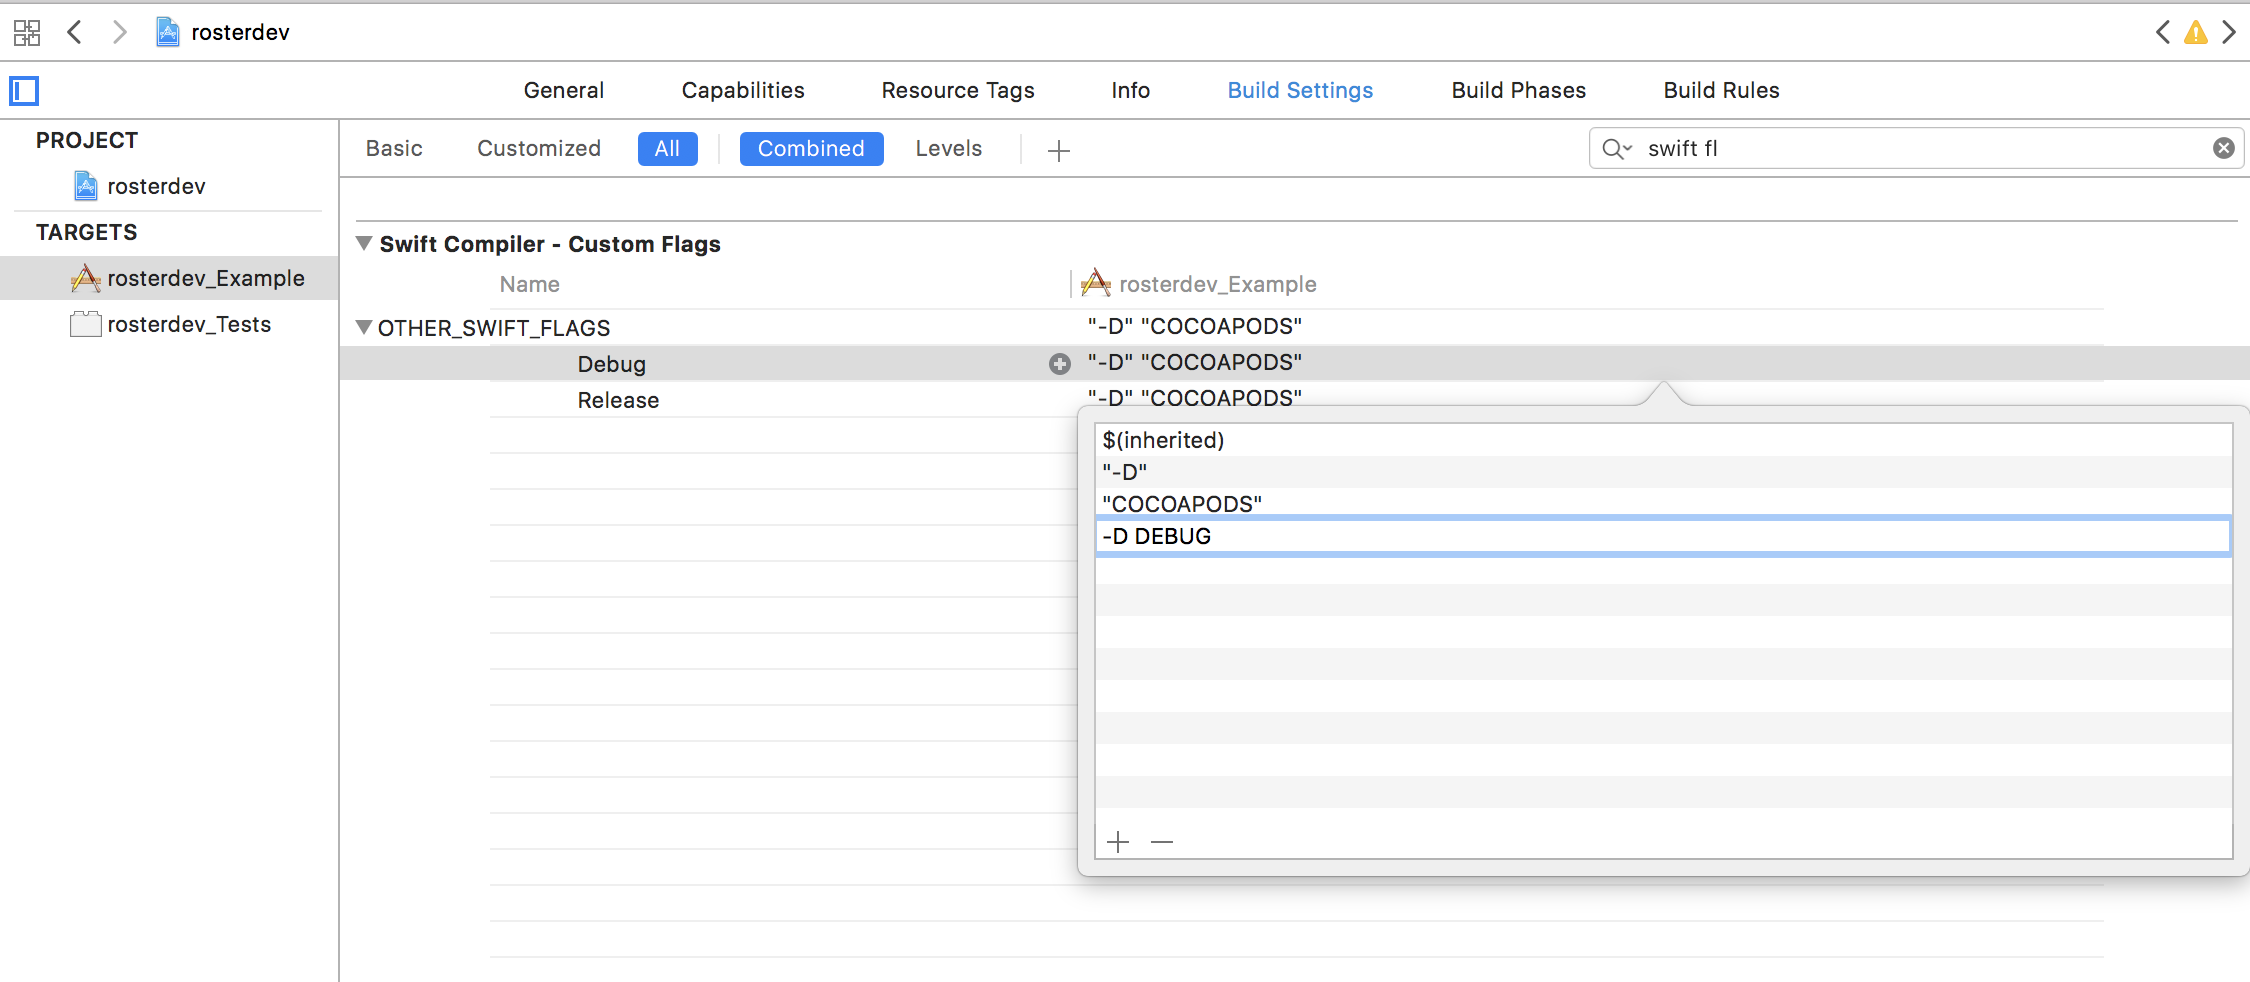 rosterdev
General Capabilities Resource Tags Info Build Settings Build Phases Build Rules
PROJECT
rosterdev
TARGETS
rosterdev_Example
rosterdev_Tests
Basic Customized All Combined Levels
swift fl
Swift Compiler - Custom Flags
Name rosterdev_Example
OTHER_SWIFT_FLAGS "-D" "COCOAPODS"
Debug "-D" "COCOAPODS"
Release "-D" "COCOAPODS"
$(inherited)
"-D"
"COCOAPODS"
-D DEBUG